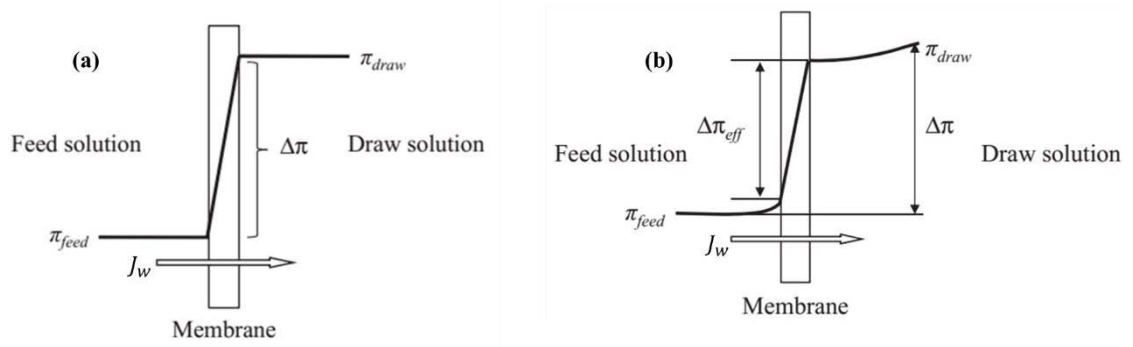 (a)
π_draw
Feed solution
Δπ
Draw solution
π_feed
J_w
Membrane
(b)
π_draw
Δπ_eff
Δπ
Feed solution
Draw solution
π_feed
J_w
Membrane